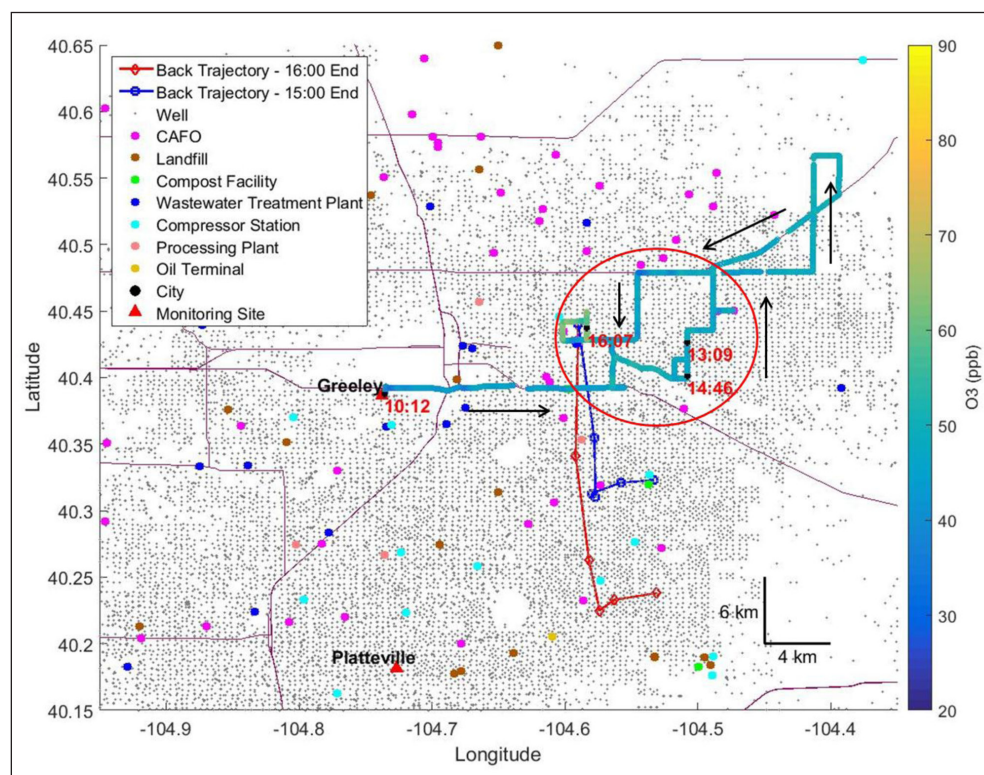 40.65
40.6
40.55
40.5
40.45
40.4
40.35
40.3
40.25
40.2
40.15
Latitude
Back Trajectory - 16:00 End
Back Trajectory - 15:00 End
Well
CAFO
Landfill
Compost Facility
Wastewater Treatment Plant
Compressor Station
Processing Plant
Oil Terminal
City
Monitoring Site
Greeley
10:12
16:07
13:09
14:46
Platteville
6 km
4 km
-104.9
-104.8
-104.7
-104.6
-104.5
-104.4
Longitude
90
80
70
60
50
40
30
20
O3 (ppb)